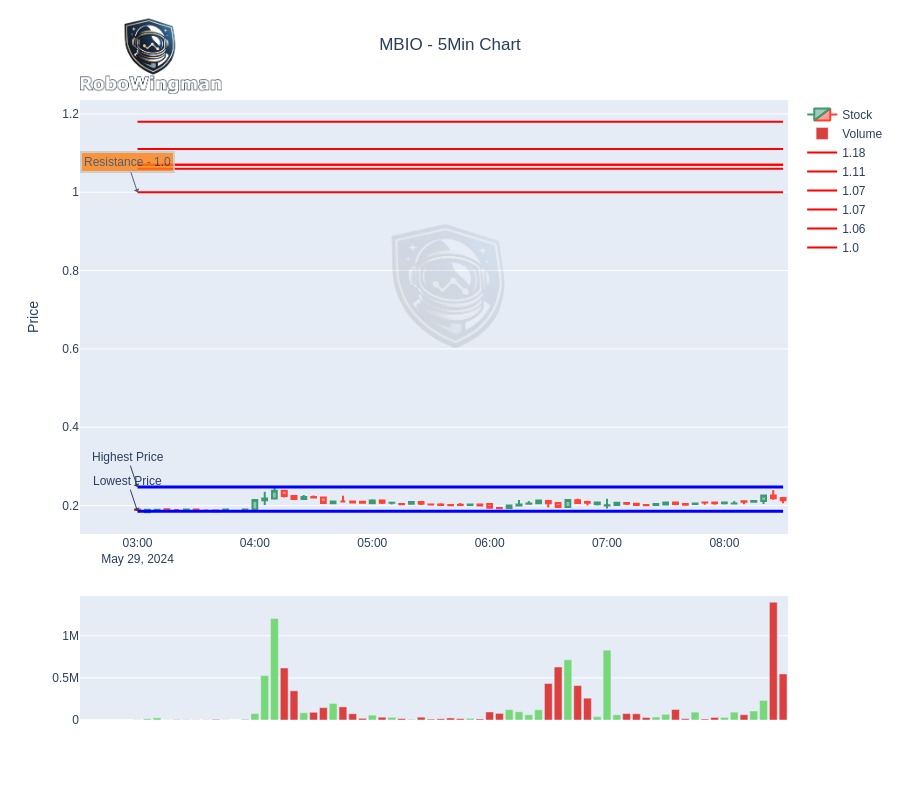 MBIO - 5Min Chart
RoboWingman
Stock
Volume
1.18
1.11
1.07
1.07
1.06
1.0
Price
1.2
1
0.8
0.6
0.4
0.2
Resistance - 1.0
Highest Price
Lowest Price
03:00
04:00
05:00
06:00
07:00
08:00
May 29, 2024
1M
0.5M
0